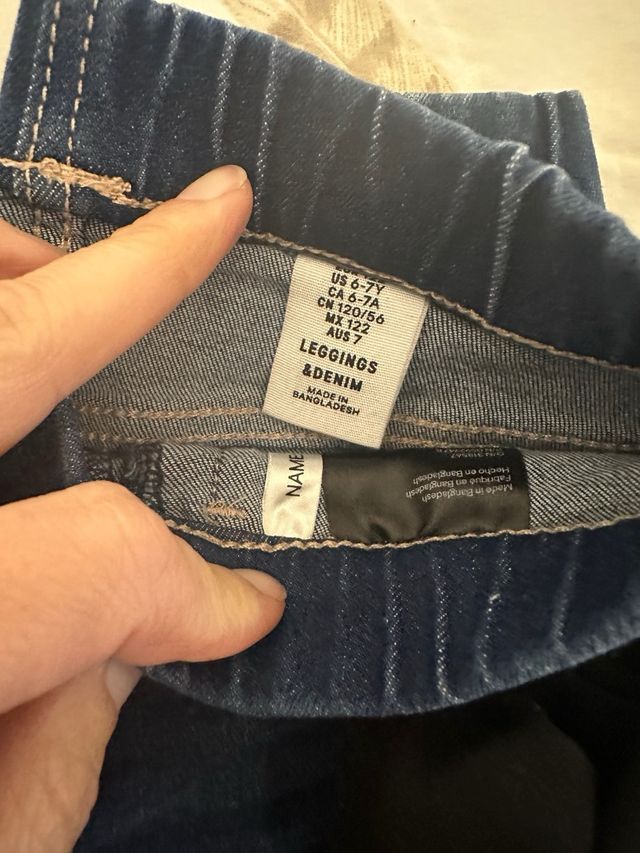 US 6-7Y
CA 6-7A
CN 120/56
MX 122
AUS 7
LEGGINGS
&DENIM
MADE IN
BANGLADESH
NAME
Made in Bangladesh
Fabriqué en Bangladesh
Hecho en Bangladesh